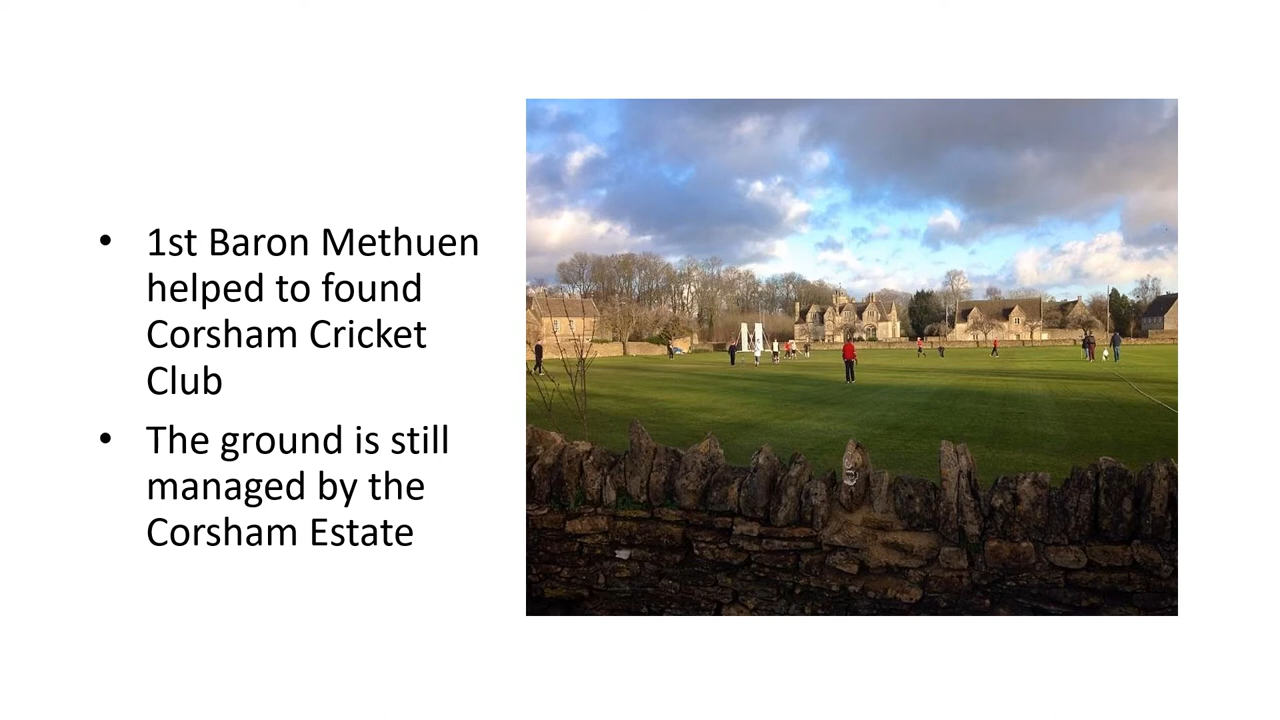 • 1st Baron Methuen
helped to found
Corsham Cricket
Club
• The ground is still
managed by the
Corsham Estate